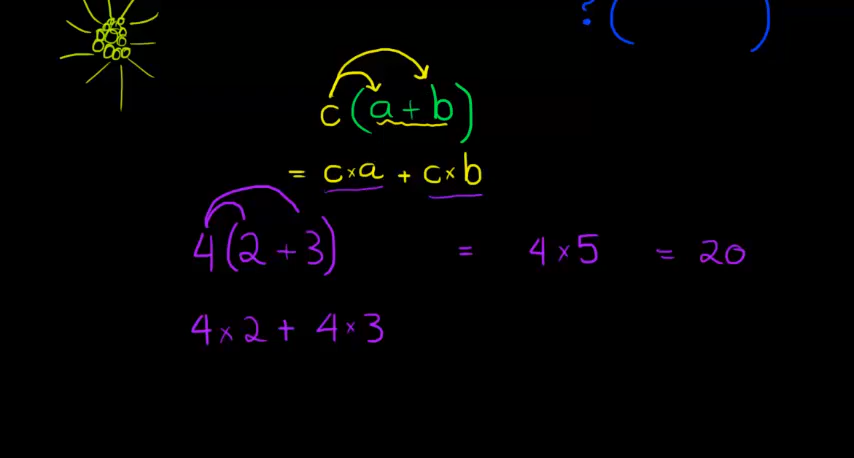 ? (      )
c(a+b)
= c×a + c×b
4(2+3) = 4×5 = 20
4×2 + 4×3